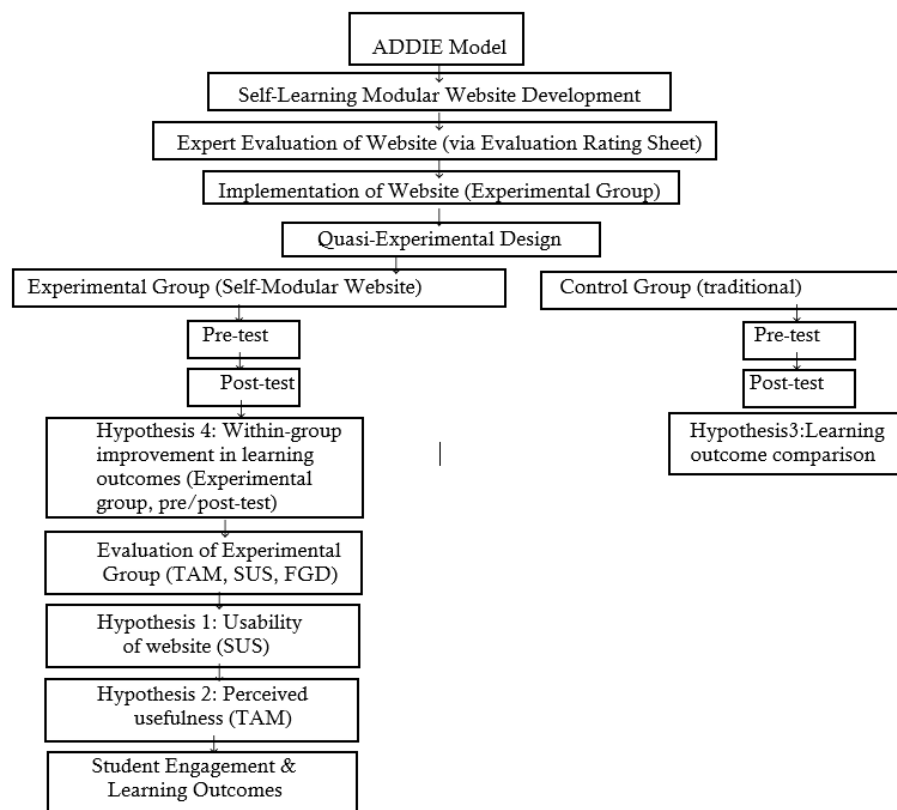 ADDIE Model
Self-Learning Modular Website Development
Expert Evaluation of Website (via Evaluation Rating Sheet)
Implementation of Website (Experimental Group)
Quasi-Experimental Design
Experimental Group (Self-Modular Website)
Control Group (traditional)
Pre-test
Pre-test
Post-test
Post-test
Hypothesis 4: Within-group
improvement in learning
outcomes (Experimental
group, pre/post-test)
Hypothesis3:Learning
outcome comparison
Evaluation of Experimental
Group (TAM, SUS, FGD)
Hypothesis 1: Usability
of website (SUS)
Hypothesis 2: Perceived
usefulness (TAM)
Student Engagement &
Learning Outcomes